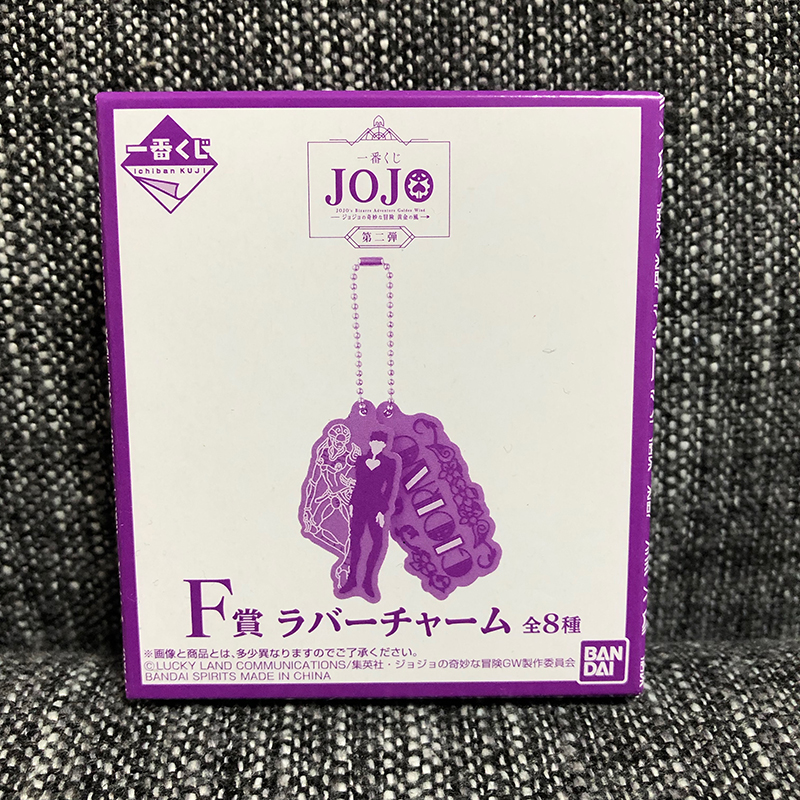 一番くじ
Ichiban KUJI
一番くじ
JOJO
JOJO's Bizarre Adventure Golden Wind
ジョジョの奇妙な冒険 黄金の風
第二弾
GIORNO
F賞 ラバーチャーム 全8種
※画像と商品とは、多少異なりますのでご了承ください。
©LUCKY LAND COMMUNICATIONS/集英社・ジョジョの奇妙な冒険GW製作委員会
BANDAI SPIRITS MADE IN CHINA
BAN
DAI